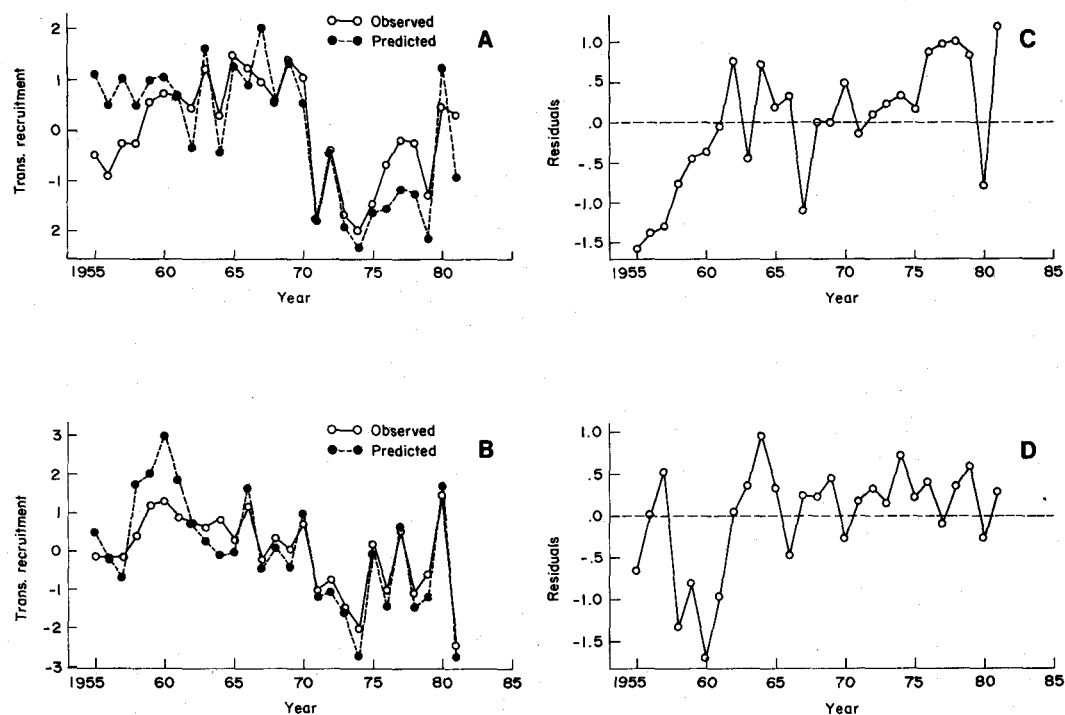 Observed
Predicted
A
2
1
0
-1
2
Trans. recruitment
1955 60 65 70 75 80 85
Year
C
1.0
.5
.0
-.5
-1.0
-1.5
Residuals
1955 60 65 70 75 80 85
Year
Observed
Predicted
B
3
2
1
0
-1
-2
-3
Trans. recruitment
1955 60 65 70 75 80 85
Year
D
1.0
.5
.0
-.5
-1.0
-1.5
Residuals
1955 60 65 70 75 80 85
Year